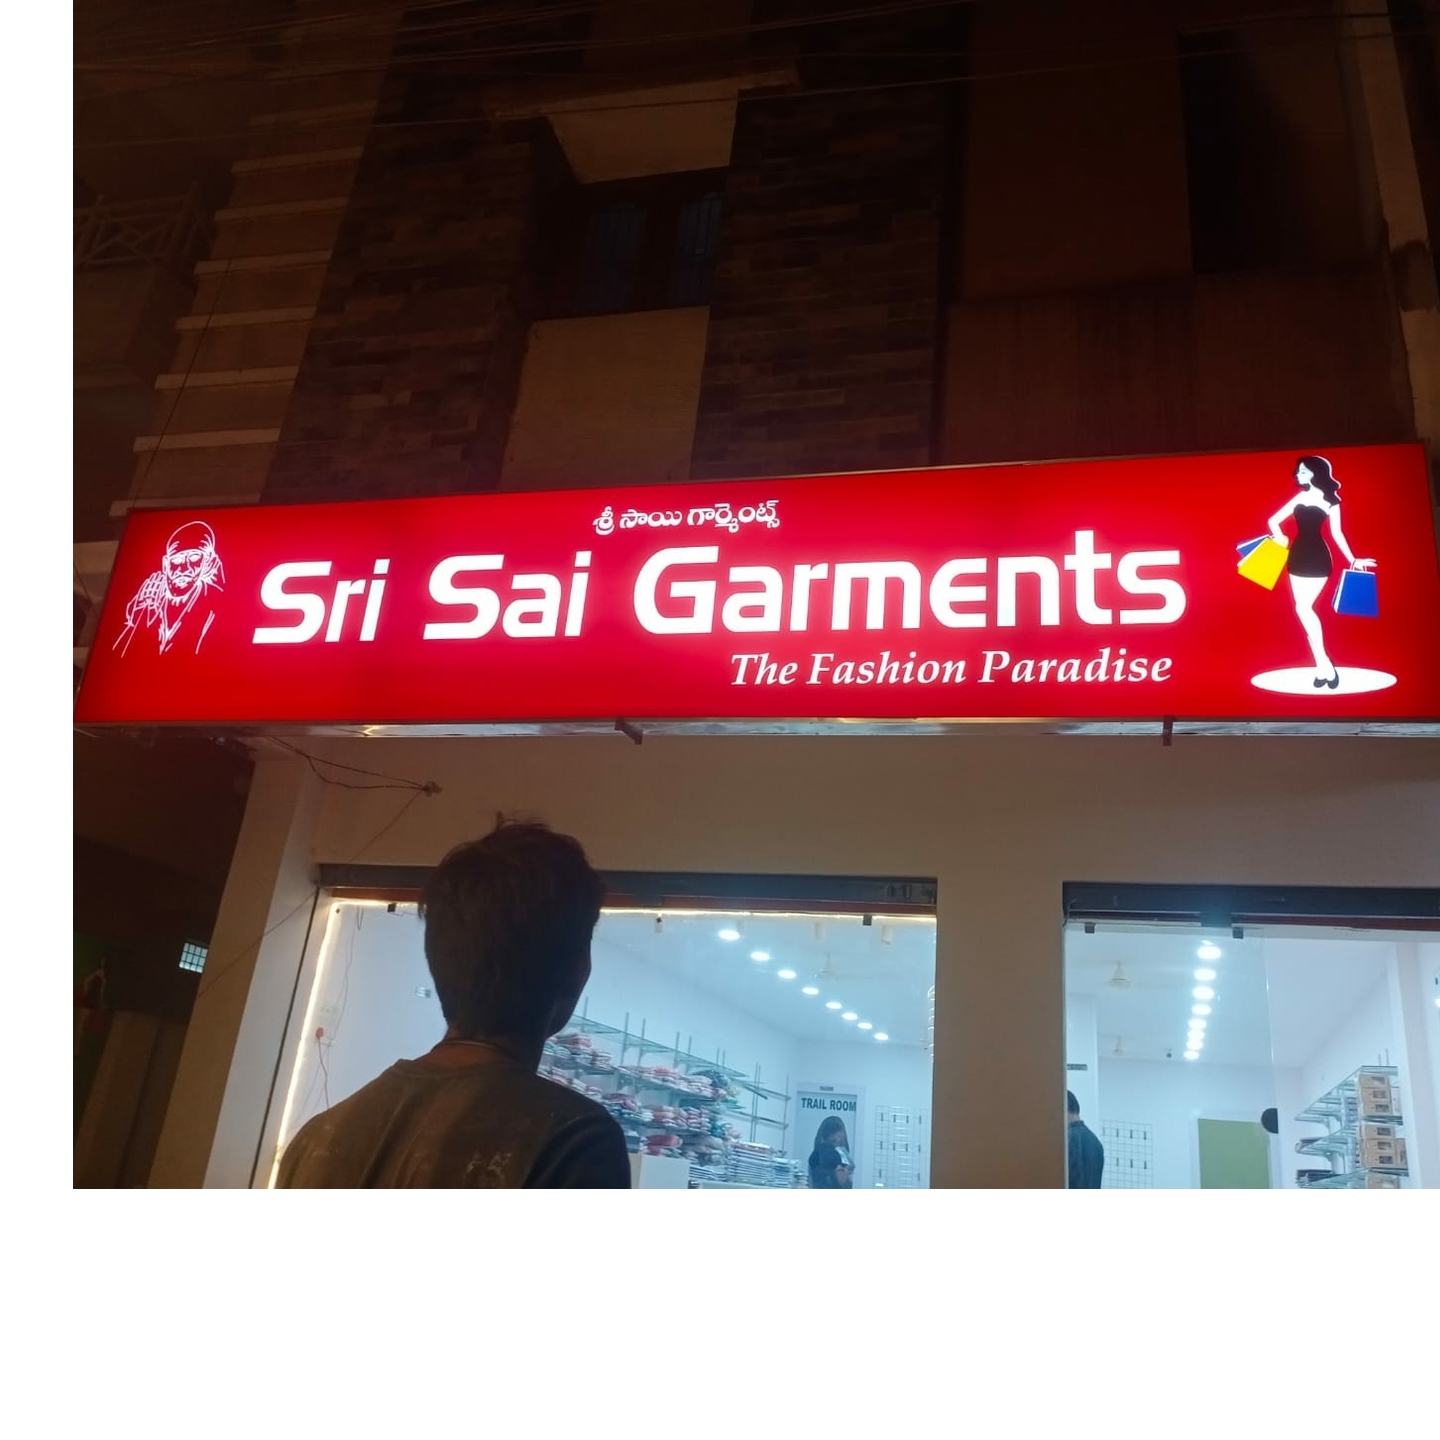 శ్రీ సాయి గార్మెంట్స్
Sri Sai Garments
The Fashion Paradise
TRAIL ROOM